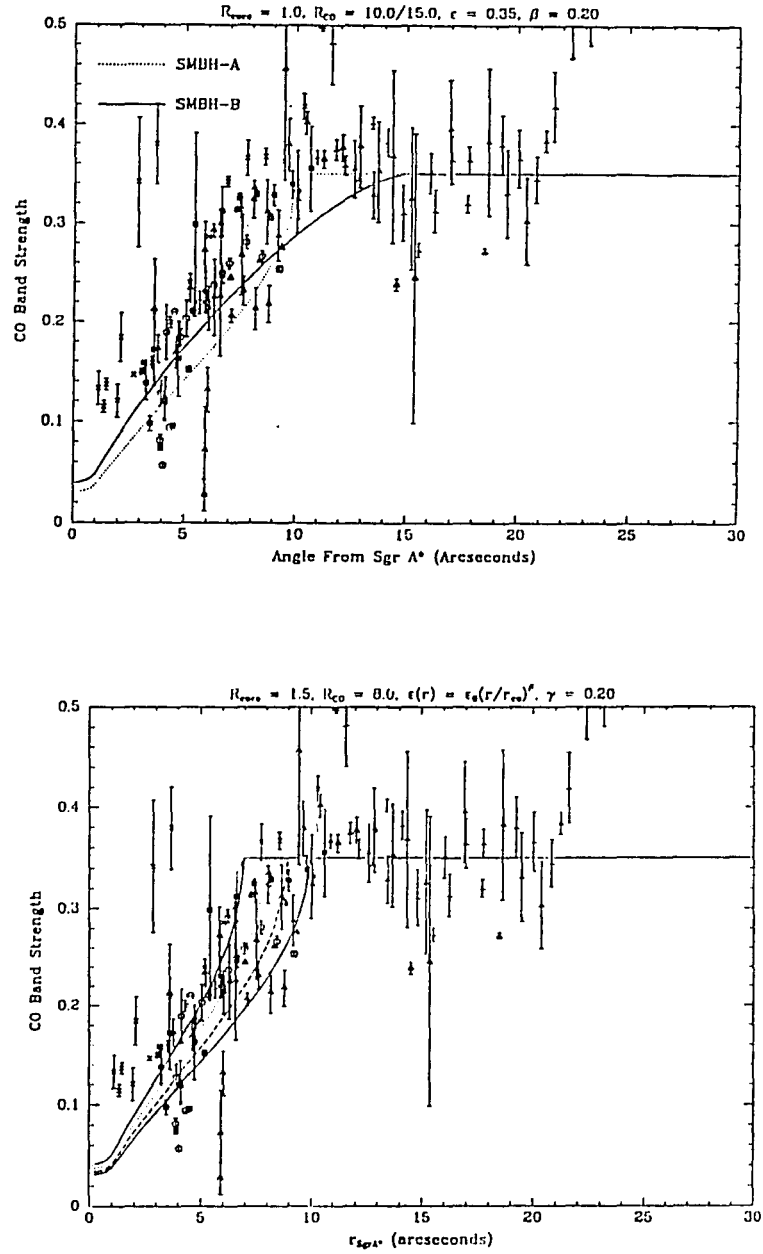 R_core = 1.0, R_CO = 10.0/15.0, ε = 0.35, β = 0.20
0.5
SMBH-A
SMBH-B
0.4
0.3
0.2
0.1
0
CO Band Strength
0 5 10 15 20 25 30
Angle From Sgr A* (Arcseconds)
R_core = 1.5, R_CO = 8.0, ε(r) = ε_0(r/r_co)^β, γ = 0.20
0.5
0.4
0.3
0.2
0.1
0
CO Band Strength
0 5 10 15 20 25 30
r_SgrA* (arcseconds)